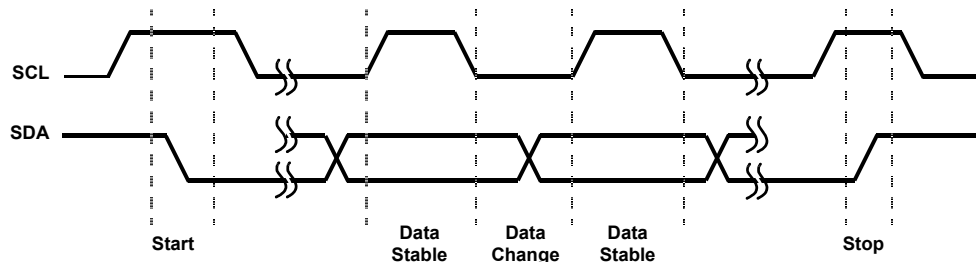 SCL
SDA
Start
Data
Stable
Data
Change
Data
Stable
Stop